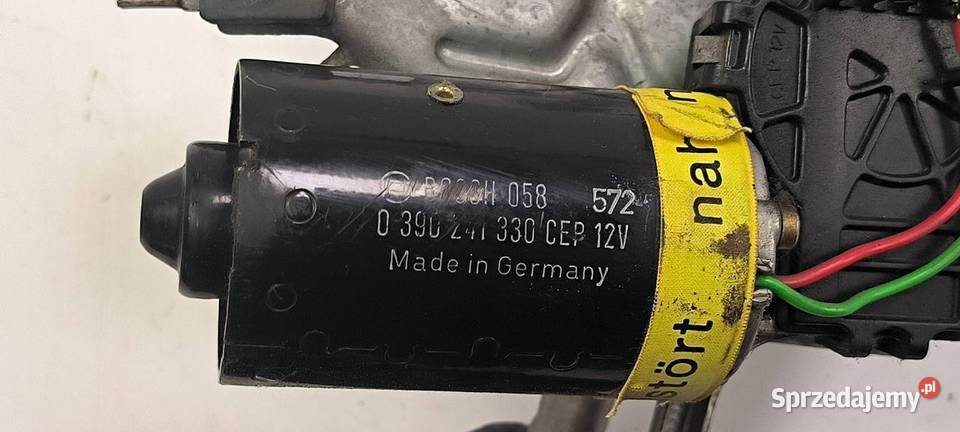 BOSCH 058 572
0 390 241 330 CEP 12V
Made in Germany
nah
stört
Sprzedajemy.pl